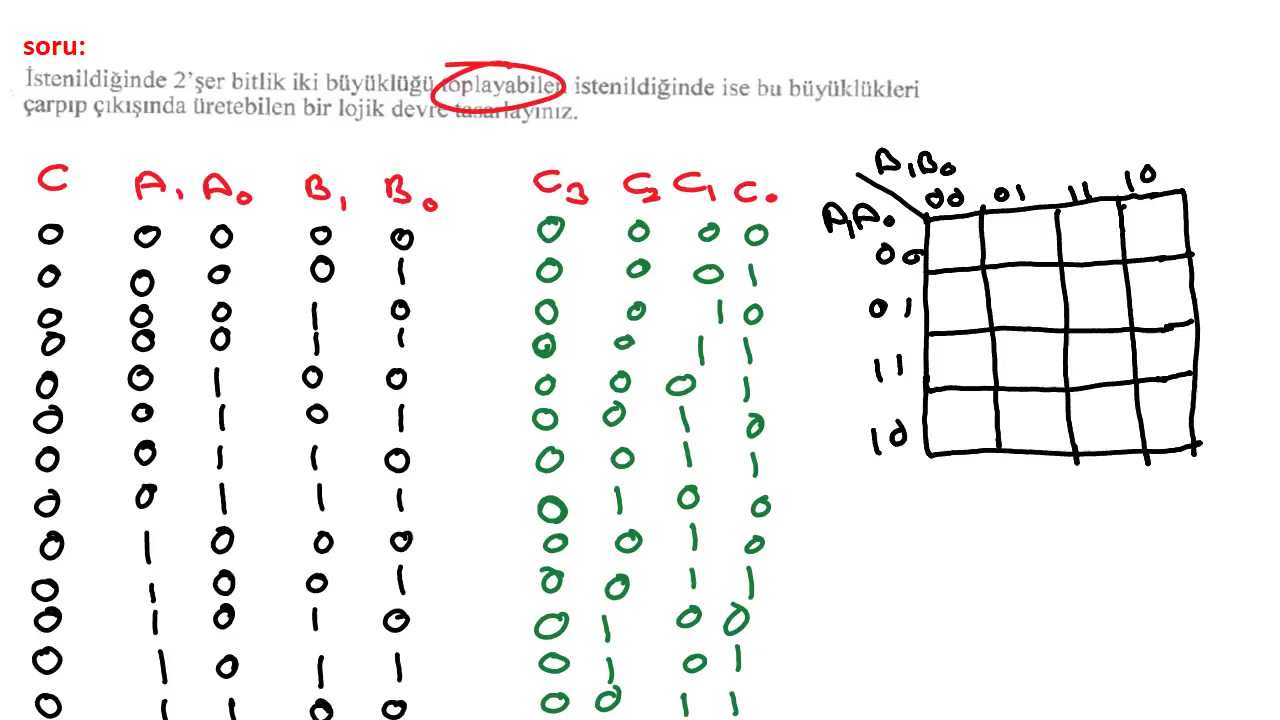 soru:
İstenildiğinde 2'şer bitlik iki büyüklüğü toplayabilen istenildiğinde ise bu büyüklükleri
çarpıp çıkışında üretebilen bir lojik devre tasarlayınız.
C A1 A0 B1 B0 C3 C2 C1 C0
0 0 0 0 0 0 0 0 0
0 0 0 0 1 0 0 0 1
0 0 0 1 0 0 0 1 0
0 0 0 1 1 0 0 1 1
0 0 1 0 0 0 0 0 1
0 0 1 0 1 0 0 1 0
0 0 1 1 0 0 0 1 1
0 0 1 1 1 0 1 0 0
0 1 0 0 0 0 0 1 0
0 1 0 0 1 0 0 1 1
0 1 0 1 0 0 1 0 0
0 1 0 1 1 0 1 0 1
0 1 1 0 0 0 0 1 1
B1B0
A1A0
00 01 11 10
00
01
11
10